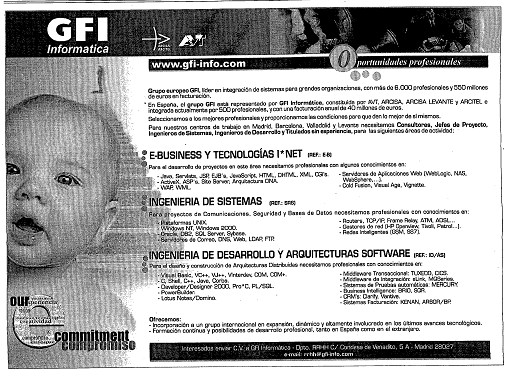 GFI
Informatica
www.gfi-info.com
Oportunidades profesionales
Grupo europeo GFI, líder en integración de sistemas para grandes organizaciones, con más de 6.000 profesionales y 550 millones
de euros en facturación.
En España, el grupo GFI está representado por GFI Informática, constituida por AVT, ARCISA, ARCISA LEVANTE y ARCITEL e
integrado actualmente por 500 profesionales, y con una facturación anual de 40 millones de euros.
Seleccionamos a los mejores profesionales y proporcionamos las condiciones para que den lo mejor de si mismos.
Para nuestros centros de trabajo en Madrid, Barcelona, Valladolid y Levante necesitamos Consultores, Jefes de Proyecto,
Ingenieros de Sistemas, Ingenieros de Desarrollo y Titulados sin experiencia, para las siguientes áreas de actividad:
E-BUSINESS Y TECNOLOGÍAS I*NET (REF: E-B)
Para el desarrollo de proyectos en este área necesitamos profesionales con algunos conocimientos en:
- Java, Servlets, JSP, EJB's, JavaScript, HTML, DHTML, XML, CGI's.
- ActiveX, ASP's, Site Server, Arquitectura DNA.
- WAP, WML.
- Servidores de Aplicaciones Web (WebLogic, NAS,
WebSphere,...).
- Cold Fusion, Visual Age, Vignette.
INGENIERIA DE SISTEMAS (REF: SRB)
Para proyectos de Comunicaciones, Seguridad y Bases de Datos necesitamos profesionales con conocimientos en:
- Plataformas UNIX.
- Windows NT, Windows 2000.
- Oracle, DB2, SQL Server, Sybase.
- Servidores de Correo, DNS, Web, LDAP, FTP.
- Routers, TCP/IP, Frame Relay, ATM, ADSL...
- Gestores de red (HP Openview, Tivoli, Patrol...).
- Redes Inteligentes (GSM, SS7).
INGENIERIA DE DESARROLLO Y ARQUITECTURAS SOFTWARE (REF: ID/AS)
Para el diseño y construcción de Arquitecturas Distribuidas necesitamos profesionales con conocimientos en:
- Visual Basic, VC++, VJ++, Vinterdev, COM, COM+.
- C, Shell, C++, Java, Corba.
- Developer/Designer 2000, Pro*C, PL/SQL.
- PowerBuilder.
- Lotus Notes/Domino.
- Middleware Transaccional: TUXEDO, CICS.
- Middleware de Integración: eLink, MQSeries.
- Sistemas de Pruebas automáticas: MERCURY.
- Business Intelligence: BRIO, SQR.
- CRM's: Clarify, Vantive.
- Sistemas Facturación: KENAN, ARBOR/BP.
Ofrecemos:
- Incorporación a un grupo internacional en expansión, dinámico y altamente involucrado en los últimos avances tecnológicos.
- Formación continua y posibilidades de desarrollo profesional, tanto en España como en el extranjero.
our
commitment
compromiso
Interesados enviar C.V. a GFI Informática - Dpto. RRHH C/ Condesa de Venadito, 5 A - Madrid 28027
e-mail: rrhh@gfi-info.com